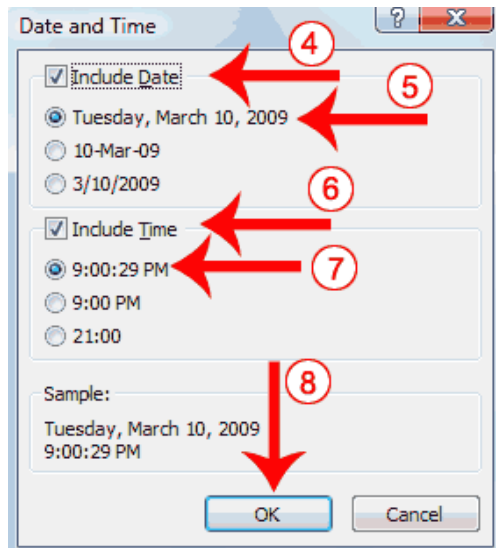 Date and Time
?
X
4
Include Date
5
Tuesday, March 10, 2009
10-Mar-09
3/10/2009
6
Include Time
7
9:00:29 PM
9:00 PM
21:00
8
Sample:
Tuesday, March 10, 2009
9:00:29 PM
OK Cancel